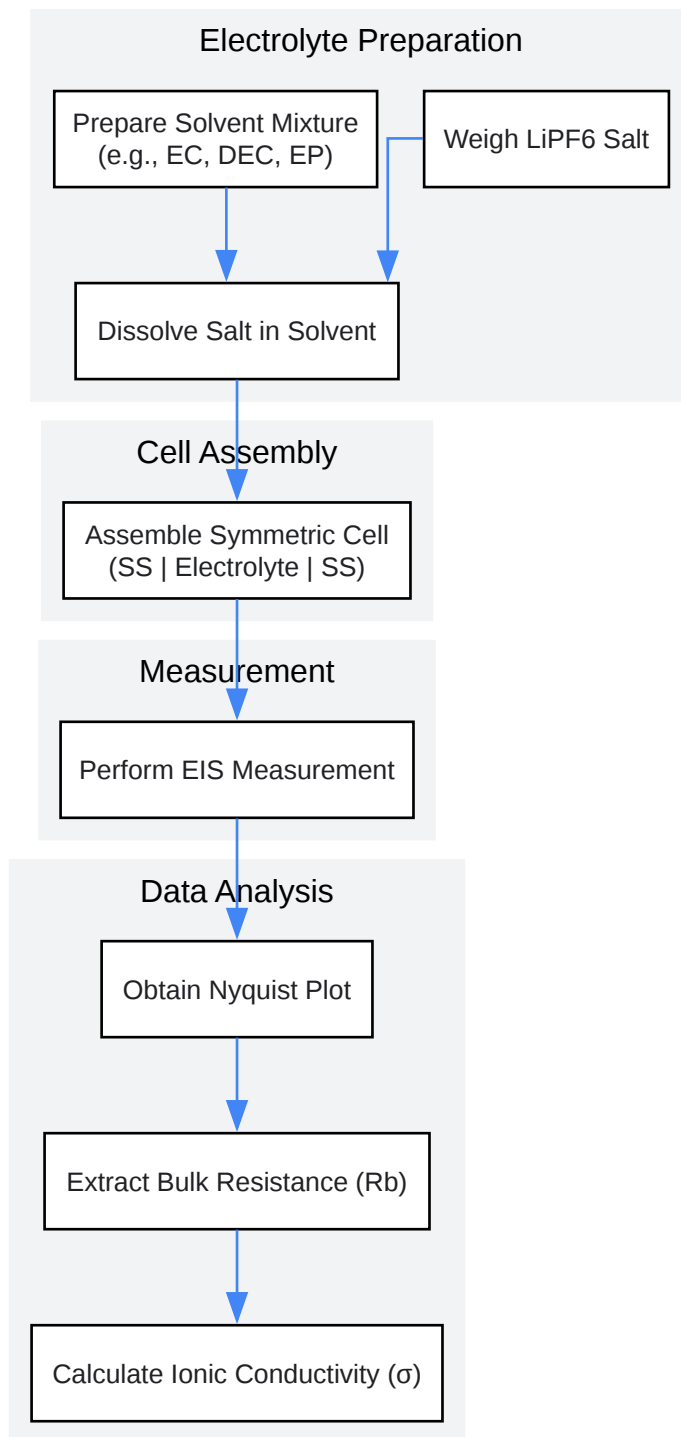 Electrolyte Preparation
Prepare Solvent Mixture
(e.g., EC, DEC, EP)
Weigh LiPF6 Salt
Dissolve Salt in Solvent
Cell Assembly
Assemble Symmetric Cell
(SS | Electrolyte | SS)
Measurement
Perform EIS Measurement
Data Analysis
Obtain Nyquist Plot
Extract Bulk Resistance (Rb)
Calculate Ionic Conductivity (σ)